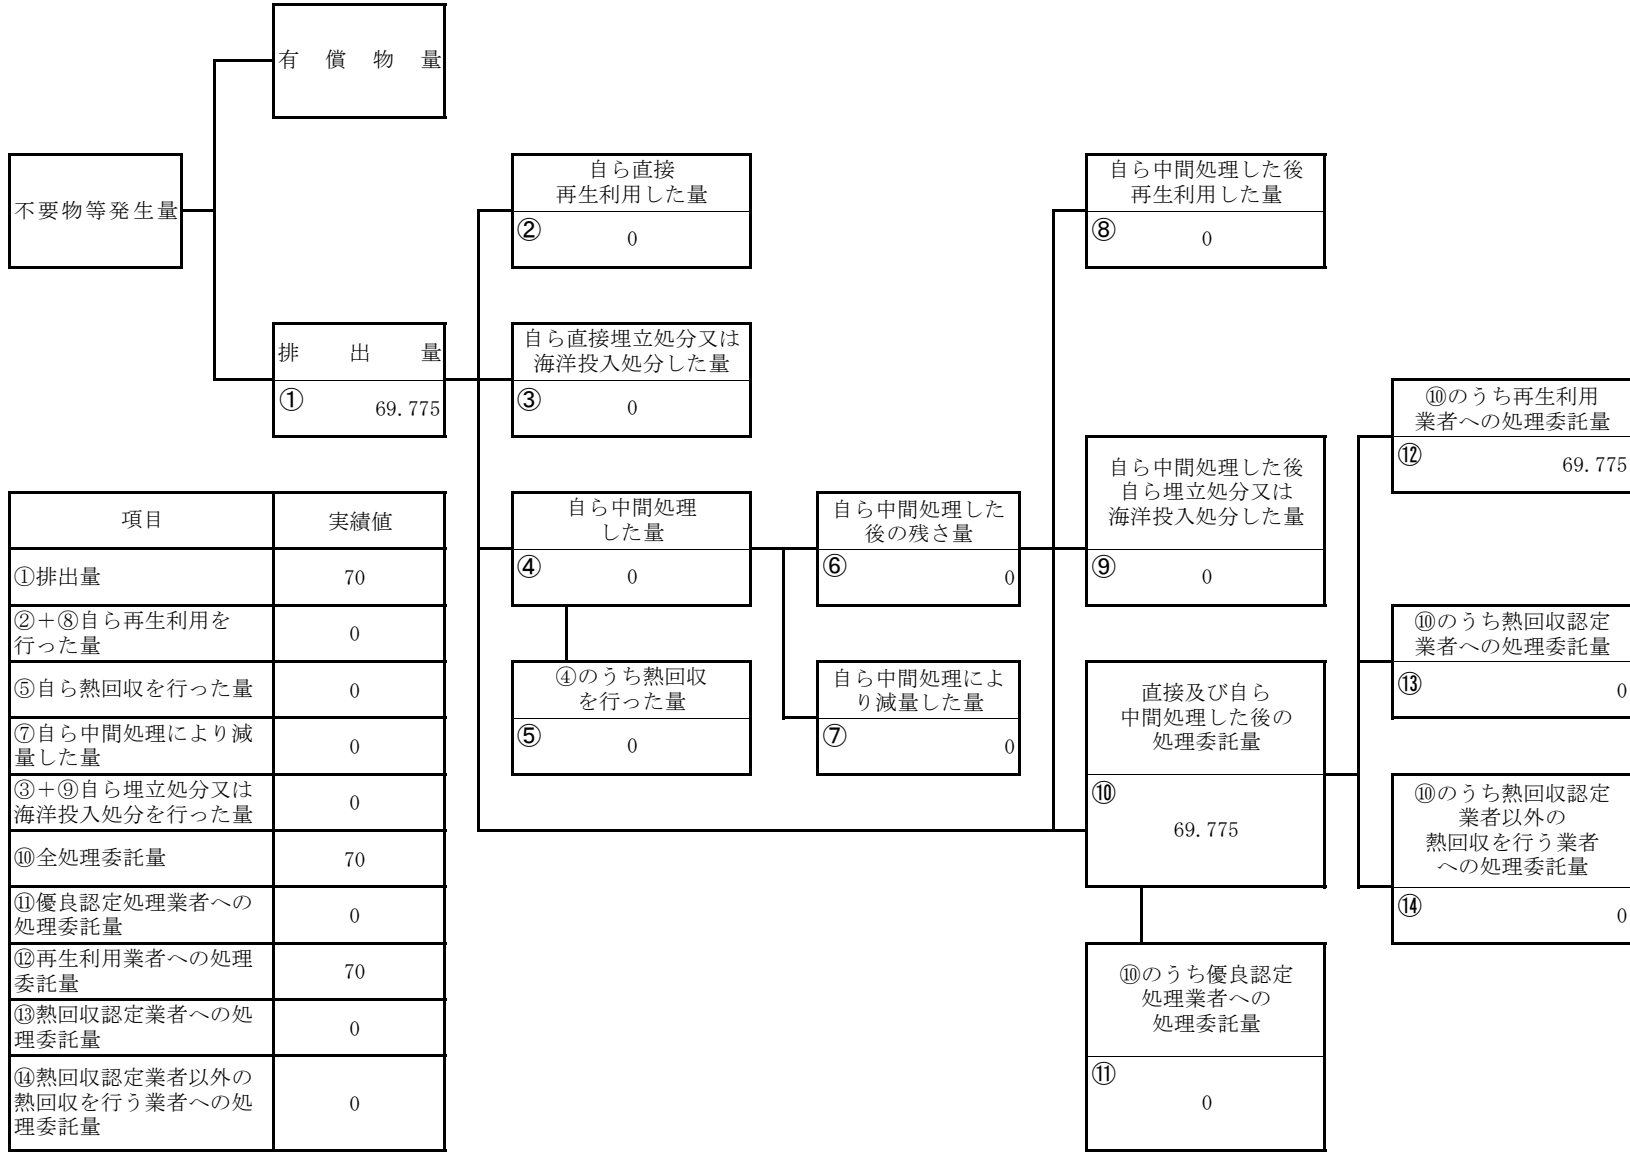 有償物量
不要物等発生量
排出量
① 69.775
自ら直接
再生利用した量
② 0
自ら直接埋立処分又は
海洋投入処分した量
③ 0
自ら中間処理
した量
④ 0
④のうち熱回収
を行った量
⑤ 0
自ら中間処理した
後の残さ量
⑥ 0
自ら中間処理によ
り減量した量
⑦ 0
自ら中間処理した後
再生利用した量
⑧ 0
自ら中間処理した後
自ら埋立処分又は
海洋投入処分した量
⑨ 0
直接及び自ら
中間処理した後の
処理委託量
⑩
69.775
⑩のうち優良認定
処理業者への
処理委託量
⑪
0
⑩のうち再生利用
業者への処理委託量
⑫ 69.775
⑩のうち熱回収認定
業者への処理委託量
⑬ 0
⑩のうち熱回収認定
業者以外の
熱回収を行う業者
への処理委託量
⑭ 0
項目 実績値
①排出量 70
②+⑧自ら再生利用を
行った量 0
⑤自ら熱回収を行った量 0
⑦自ら中間処理により減
量した量 0
③+⑨自ら埋立処分又は
海洋投入処分を行った量 0
⑩全処理委託量 70
⑪優良認定処理業者への
処理委託量 0
⑫再生利用業者への処理
委託量 70
⑬熱回収認定業者への処
理委託量 0
⑭熱回収認定業者以外の
熱回収を行う業者への処
理委託量 0